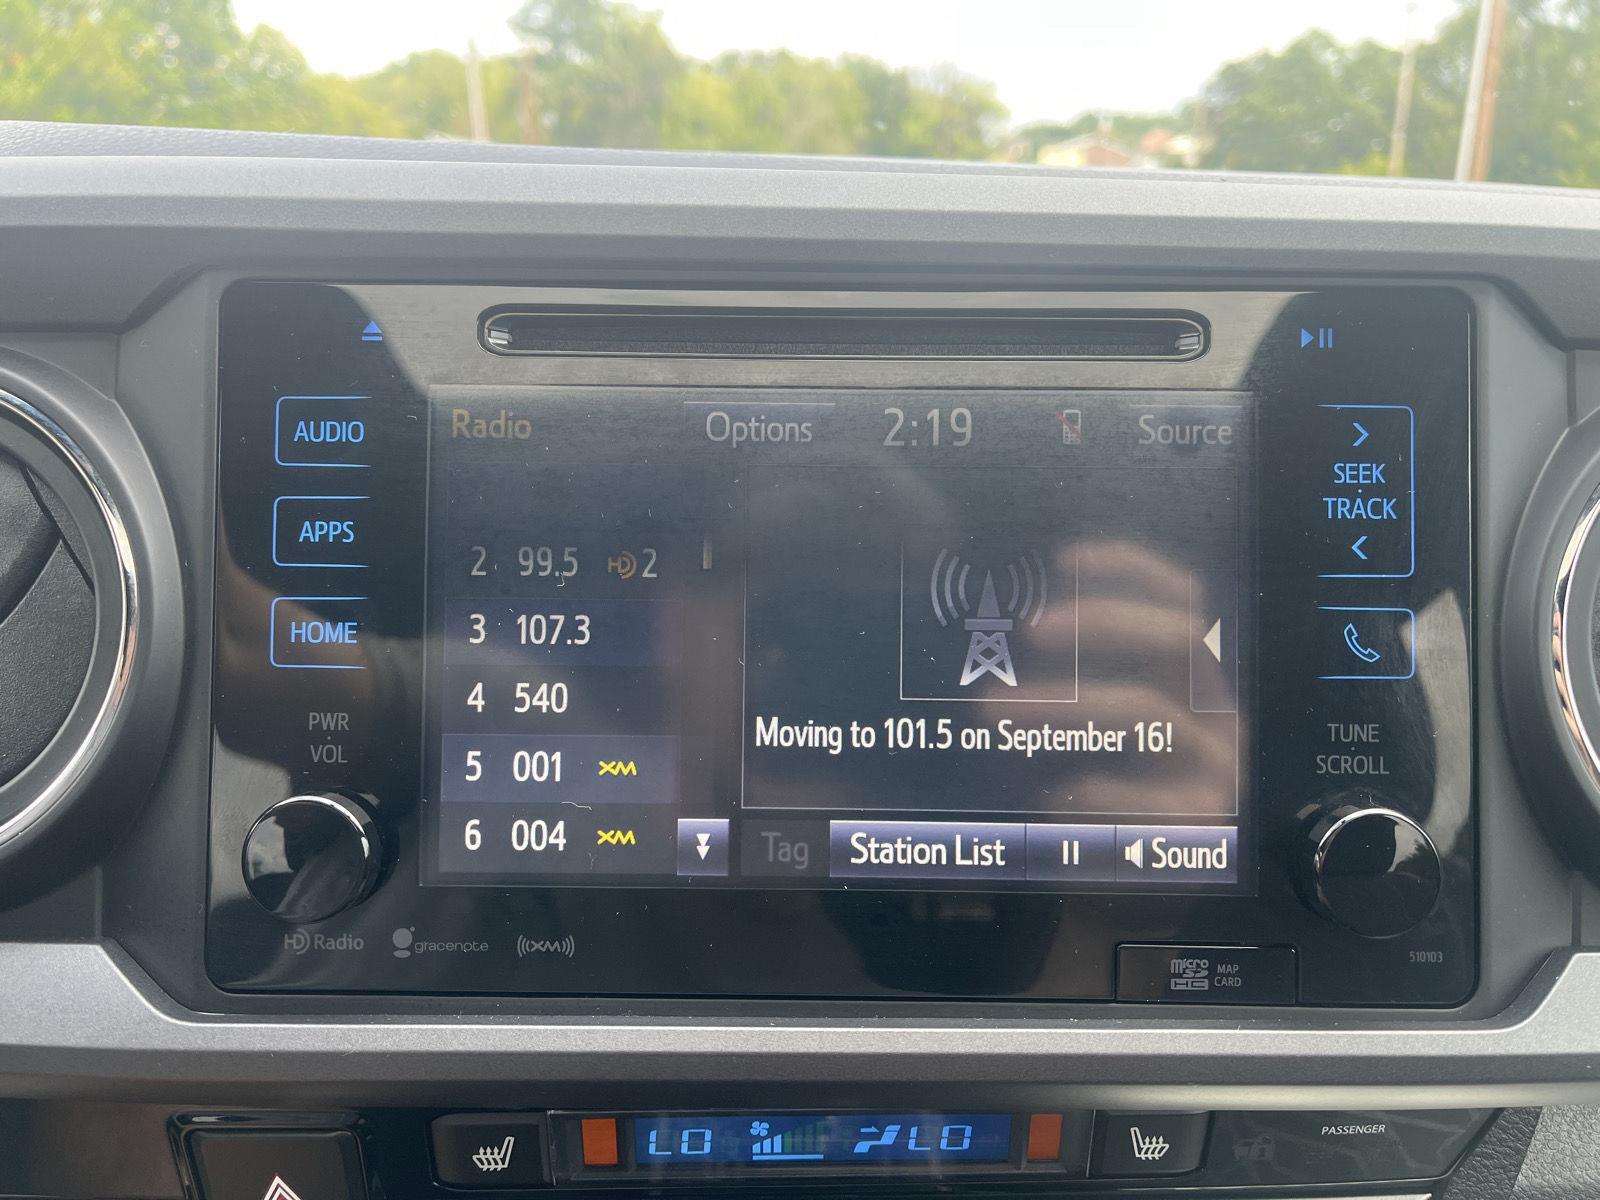 AUDIO
APPS
HOME
PWR
VOL
Radio
Options
2:19
Source
2 99.5 HD 2
3 107.3
4 540
5 001 XM
6 004 XM
Moving to 101.5 on September 16!
Tag
Station List
Sound
SEEK
TRACK
TUNE
SCROLL
HD Radio
gracenote
((XM))
micro SD HC
MAP
CARD
510103
LO
LO
PASSENGER